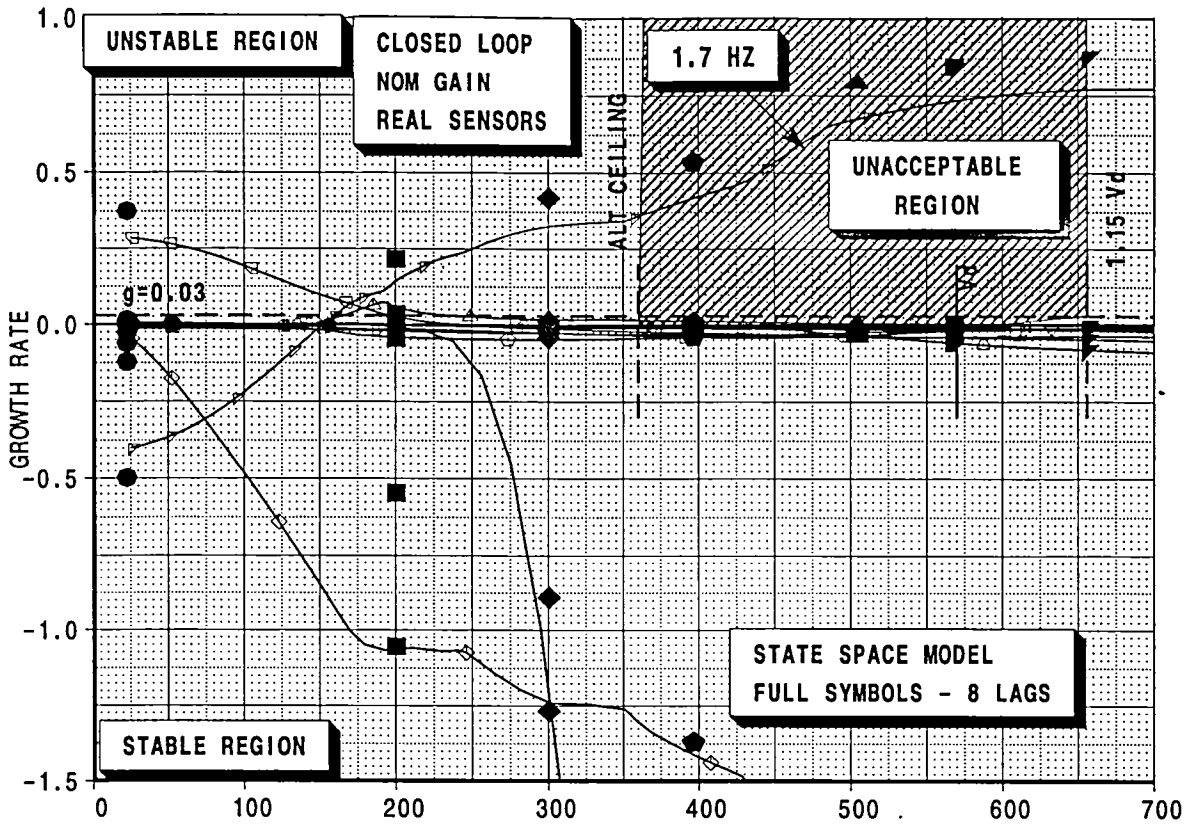 1.0
UNSTABLE REGION
CLOSED LOOP
NOM GAIN
REAL SENSORS
1.7 HZ
ALT CEILING
UNACCEPTABLE
REGION
1.15 Vd
0.5
g=0.03
Vd
0.0
GROWTH RATE
-0.5
-1.0
STATE SPACE MODEL
FULL SYMBOLS - 8 LAGS
STABLE REGION
-1.5
0 100 200 300 400 500 600 700